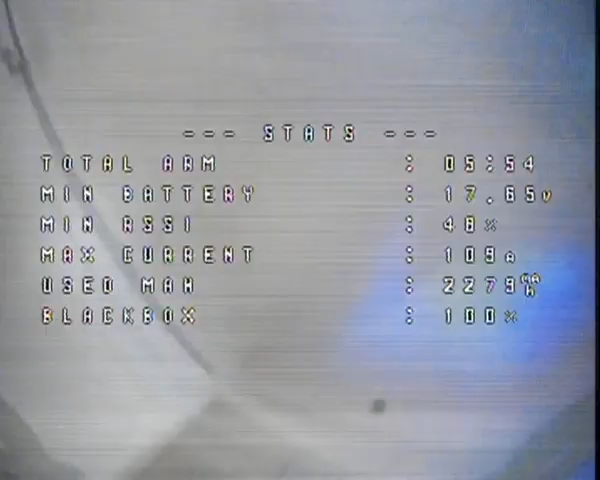 --- STATS ---
TOTAL ARM : 05:54
MIN BATTERY : 17.65V
MIN RSSI : 48%
MAX CURRENT : 109A
USED MAH : 2279MAH
BLACKBOX : 100%